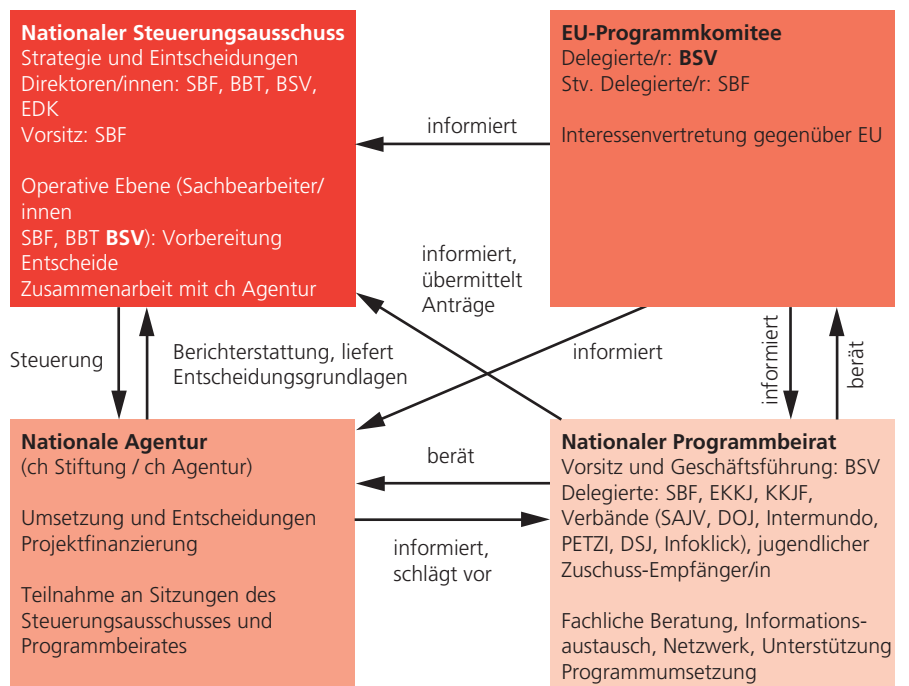 Nationaler Steuerungsausschuss
Strategie und Eintscheidungen
Direktoren/innen: SBF, BBT, BSV,
EDK
Vorsitz: SBF
Operative Ebene (Sachbearbeiter/
innen
SBF, BBT BSV): Vorbereitung
Entscheide
Zusammenarbeit mit ch Agentur
informiert
EU-Programmkomitee
Delegierte/r: BSV
Stv. Delegierte/r: SBF
Interessenvertretung gegenüber EU
informiert,
übermittelt
Anträge
Steuerung
Berichterstattung, liefert
Entscheidungsgrundlagen
informiert
informiert
berät
Nationale Agentur
(ch Stiftung / ch Agentur)
Umsetzung und Entscheidungen
Projektfinanzierung
Teilnahme an Sitzungen des
Steuerungsausschusses und
Programmbeirates
berät
informiert,
schlägt vor
Nationaler Programmbeirat
Vorsitz und Geschäftsführung: BSV
Delegierte: SBF, EKKJ, KKJF,
Verbände (SAJV, DOJ, Intermundo,
PETZI, DSJ, Infoklick), jugendlicher
Zuschuss-Empfänger/in
Fachliche Beratung, Informations-
austausch, Netzwerk, Unterstützung
Programmumsetzung